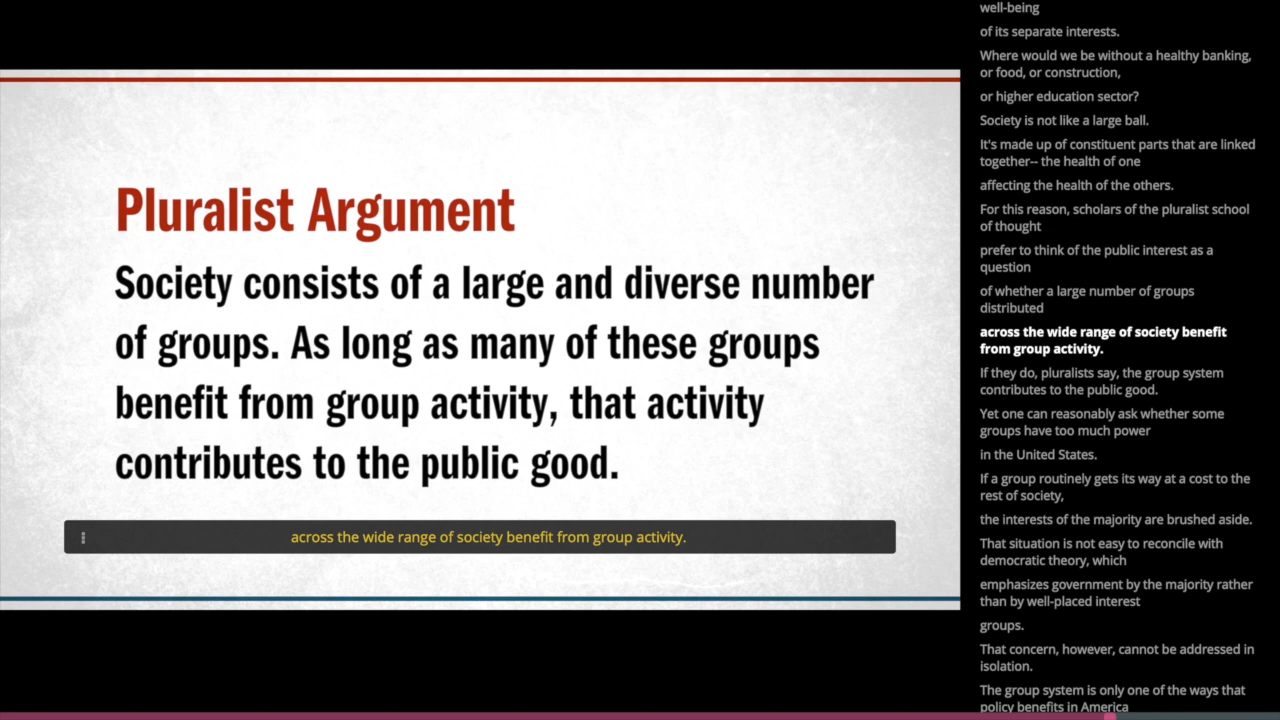 Pluralist Argument
Society consists of a large and diverse number
of groups. As long as many of these groups
benefit from group activity, that activity
contributes to the public good.
across the wide range of society benefit from group activity.
well-being
of its separate interests.
Where would we be without a healthy banking,
or food, or construction,
or higher education sector?
Society is not like a large ball.
It's made up of constituent parts that are linked
together-- the health of one
affecting the health of the others.
For this reason, scholars of the pluralist school
of thought
prefer to think of the public interest as a
question
of whether a large number of groups
distributed
across the wide range of society benefit
from group activity.
If they do, pluralists say, the group system
contributes to the public good.
Yet one can reasonably ask whether some
groups have too much power
in the United States.
If a group routinely gets its way at a cost to the
rest of society,
the interests of the majority are brushed aside.
That situation is not easy to reconcile with
democratic theory, which
emphasizes government by the majority rather
than by well-placed interest
groups.
That concern, however, cannot be addressed in
isolation.
The group system is only one of the ways that
policy benefits in America